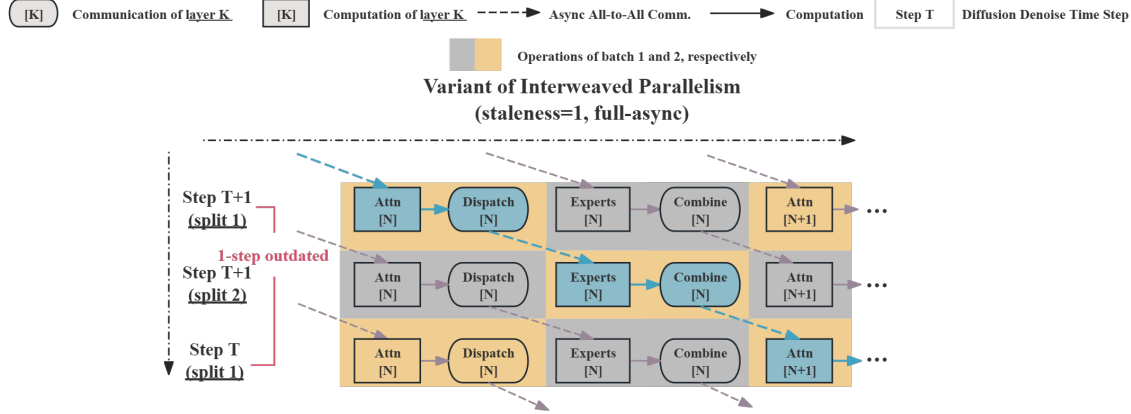 [K] Communication of layer K [K] Computation of layer K Async All-to-All Comm. Computation Step T Diffusion Denoise Time Step
Operations of batch 1 and 2, respectively
Variant of Interweaved Parallelism
(staleness=1, full-async)
Step T+1
(split 1)
Attn
[N]
Dispatch
[N]
Experts
[N]
Combine
[N]
Attn
[N+1]
...
1-step outdated
Step T+1
(split 2)
Attn
[N]
Dispatch
[N]
Experts
[N]
Combine
[N]
Attn
[N+1]
...
Step T
(split 1)
Attn
[N]
Dispatch
[N]
Experts
[N]
Combine
[N]
Attn
[N+1]
...